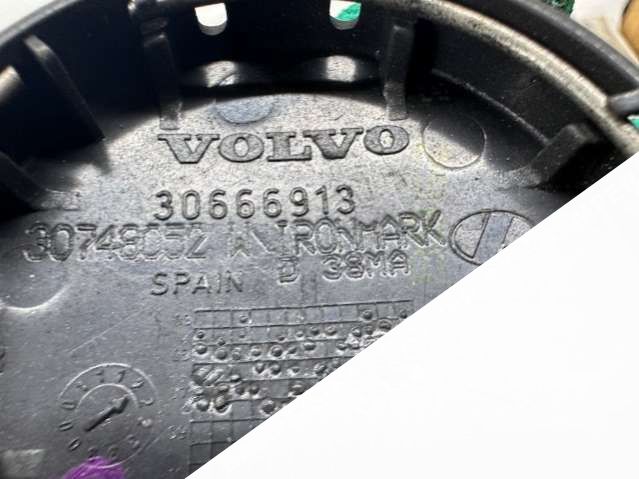 VOLVO
30666913
30748052 W\IRONMARK
SPAIN D 38MA